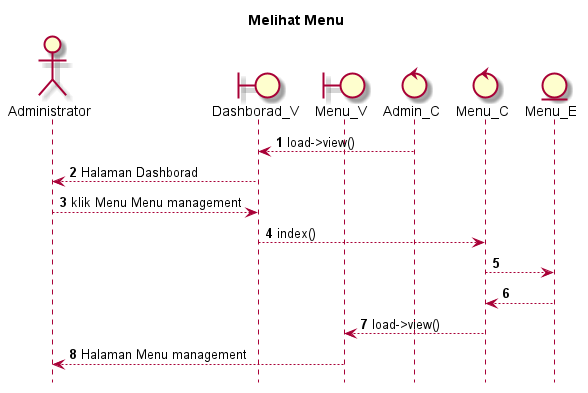 Melihat Menu
Administrator
Dashborad_V
Menu_V
Admin_C
Menu_C
Menu_E
1 load->view()
2 Halaman Dashborad
3 klik Menu Menu management
4 index()
5
6
7 load->view()
8 Halaman Menu management